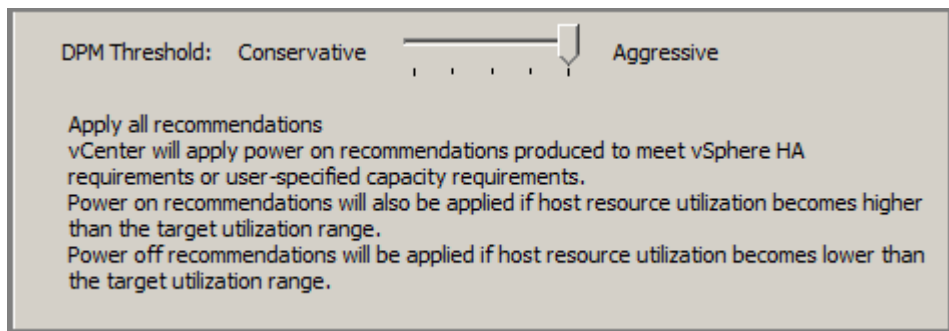 DPM Threshold: Conservative Aggressive
Apply all recommendations
vCenter will apply power on recommendations produced to meet vSphere HA
requirements or user-specified capacity requirements.
Power on recommendations will also be applied if host resource utilization becomes higher
than the target utilization range.
Power off recommendations will be applied if host resource utilization becomes lower than
the target utilization range.